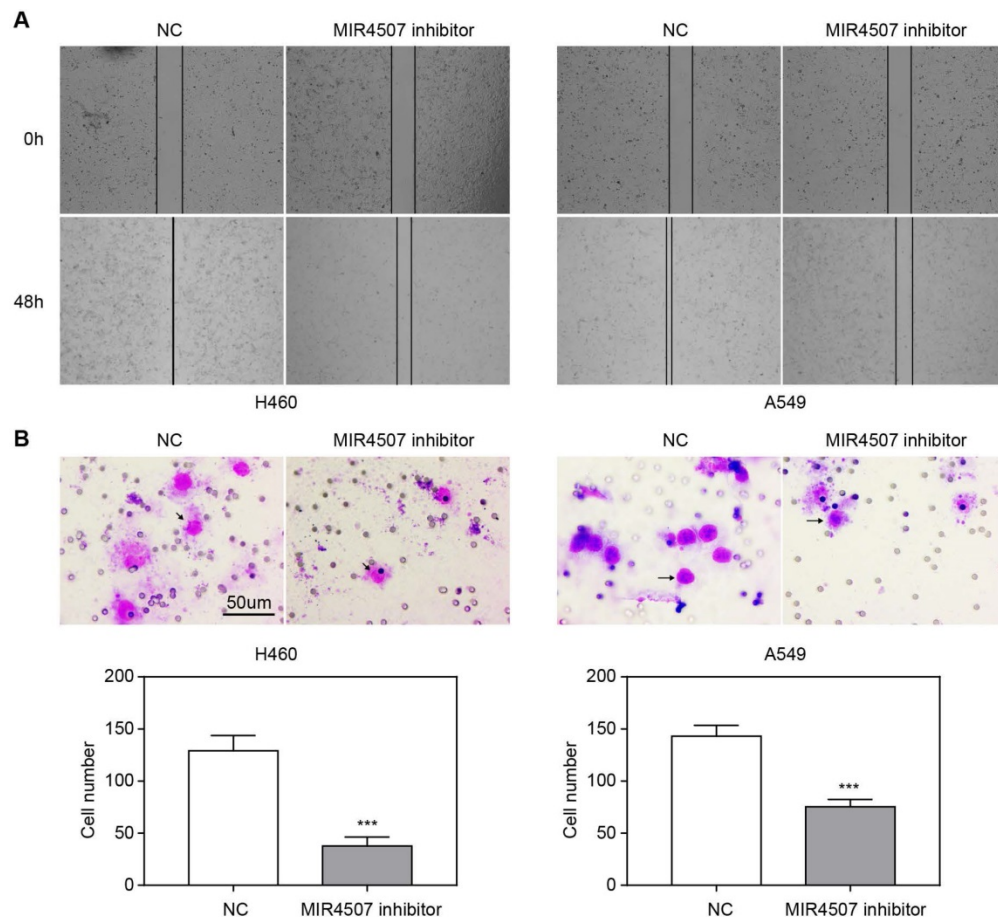 A
NC MIR4507 inhibitor NC MIR4507 inhibitor
0h
48h
H460 A549
B
NC MIR4507 inhibitor NC MIR4507 inhibitor
50um
H460 A549
200
150
100
50
0
Cell number
***
NC MIR4507 inhibitor
200
150
100
50
0
Cell number
***
NC MIR4507 inhibitor